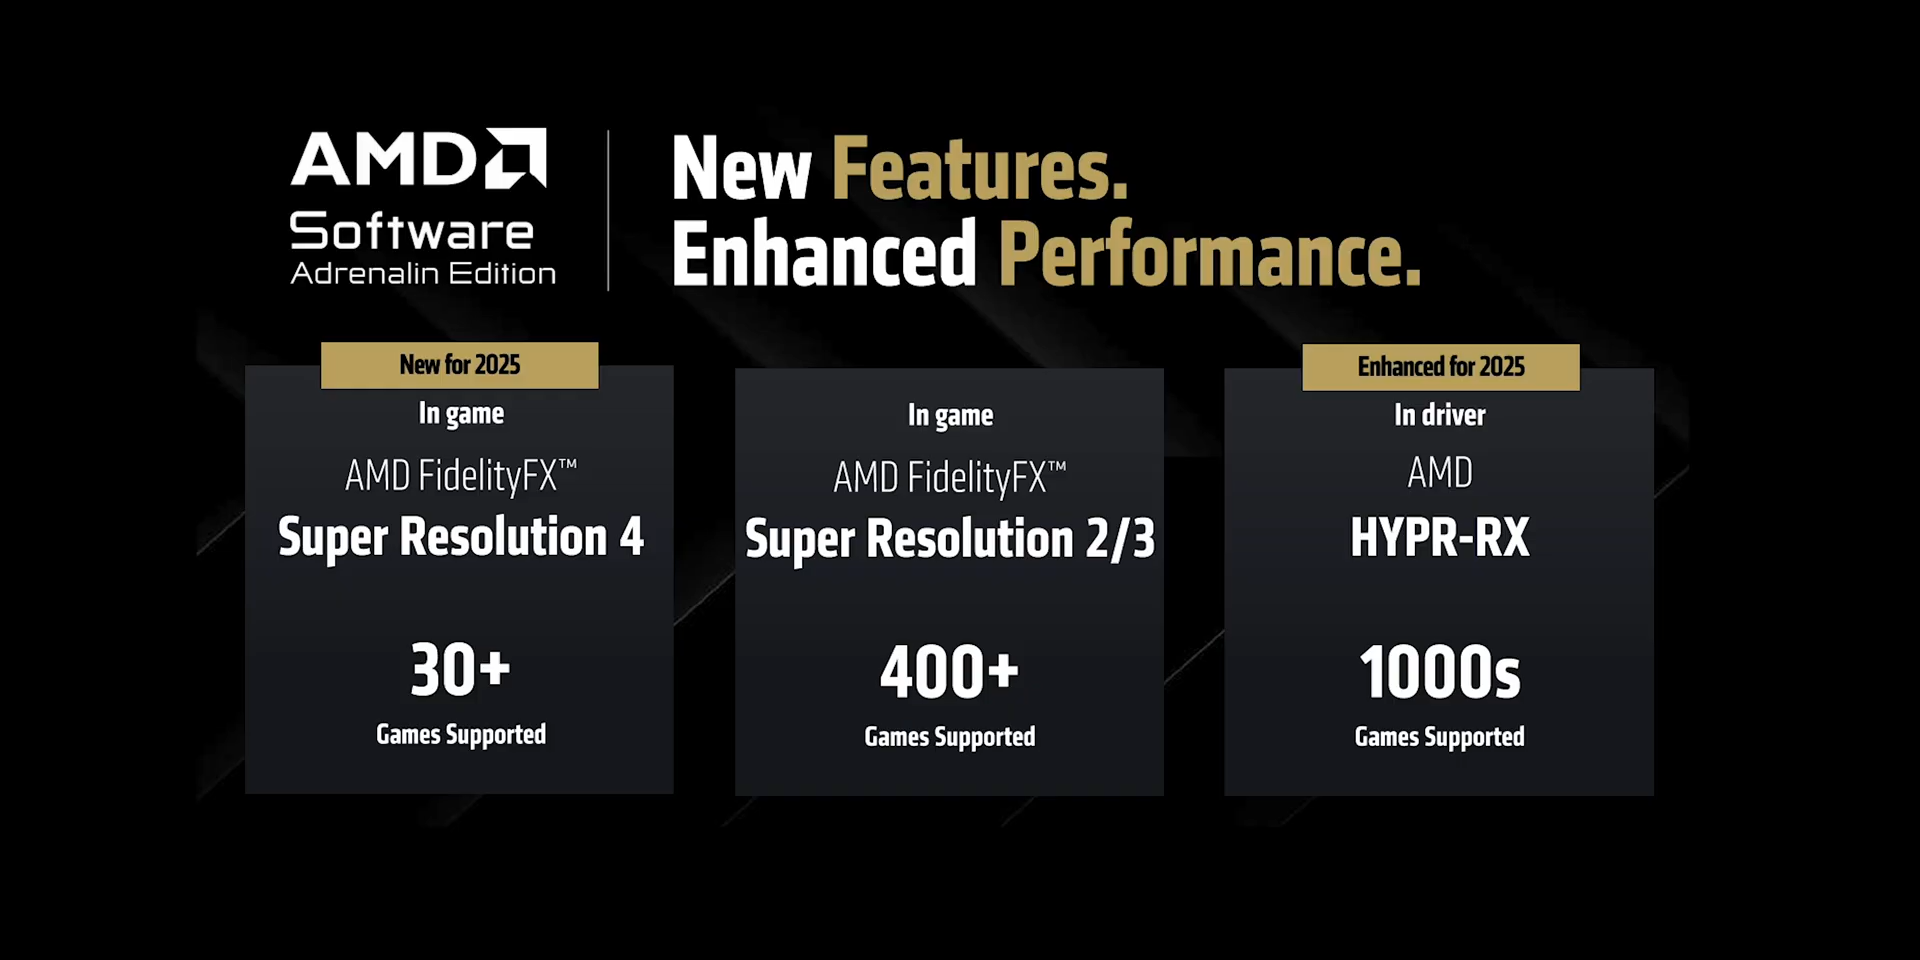 AMD
Software
Adrenalin Edition
New Features.
Enhanced Performance.
New for 2025
In game
AMD FidelityFX™
Super Resolution 4
30+
Games Supported
In game
AMD FidelityFX™
Super Resolution 2/3
400+
Games Supported
Enhanced for 2025
In driver
AMD
HYPR-RX
1000s
Games Supported